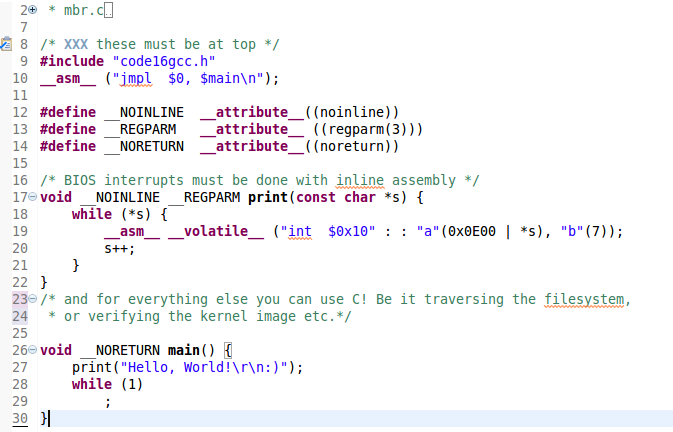 2 * mbr.c
7
8 /* XXX these must be at top */
9 #include "code16gcc.h"
10 __asm__ ("jmpl  $0, $main\n");
11
12 #define __NOINLINE  __attribute__((noinline))
13 #define __REGPARM   __attribute__ ((regparm(3)))
14 #define __NORETURN  __attribute__((noreturn))
15
16 /* BIOS interrupts must be done with inline assembly */
17 void __NOINLINE __REGPARM print(const char *s) {
18     while (*s) {
19         __asm__ __volatile__ ("int  $0x10" : : "a"(0x0E00 | *s), "b"(7));
20         s++;
21     }
22 }
23 /* and for everything else you can use C! Be it traversing the filesystem,
24  * or verifying the kernel image etc.*/
25
26 void __NORETURN main() {
27     print("Hello, World!\r\n:)");
28     while (1)
29         ;
30 }